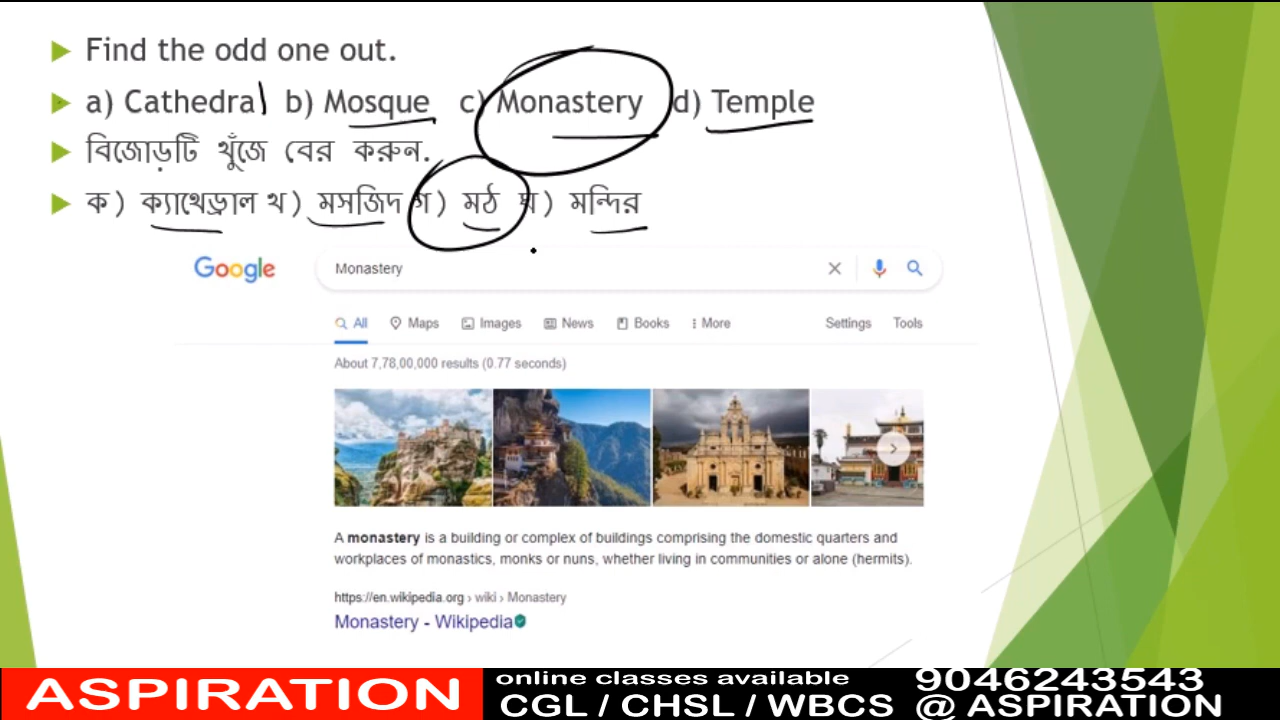 Find the odd one out.
a) Cathedral b) Mosque c) Monastery d) Temple
বিজোড়টি খুঁজে বের করুন.
ক) ক্যাথেড্রাল খ) মসজিদ গ) মঠ ঘ) মন্দির
Google Monastery
All Maps Images News Books More Settings Tools
About 7,78,00,000 results (0.77 seconds)
A monastery is a building or complex of buildings comprising the domestic quarters and
workplaces of monastics, monks or nuns, whether living in communities or alone (hermits).
https://en.wikipedia.org › wiki › Monastery
Monastery - Wikipedia
ASPIRATION
online classes available
CGL / CHSL / WBCS
9046243543
@ ASPIRATION